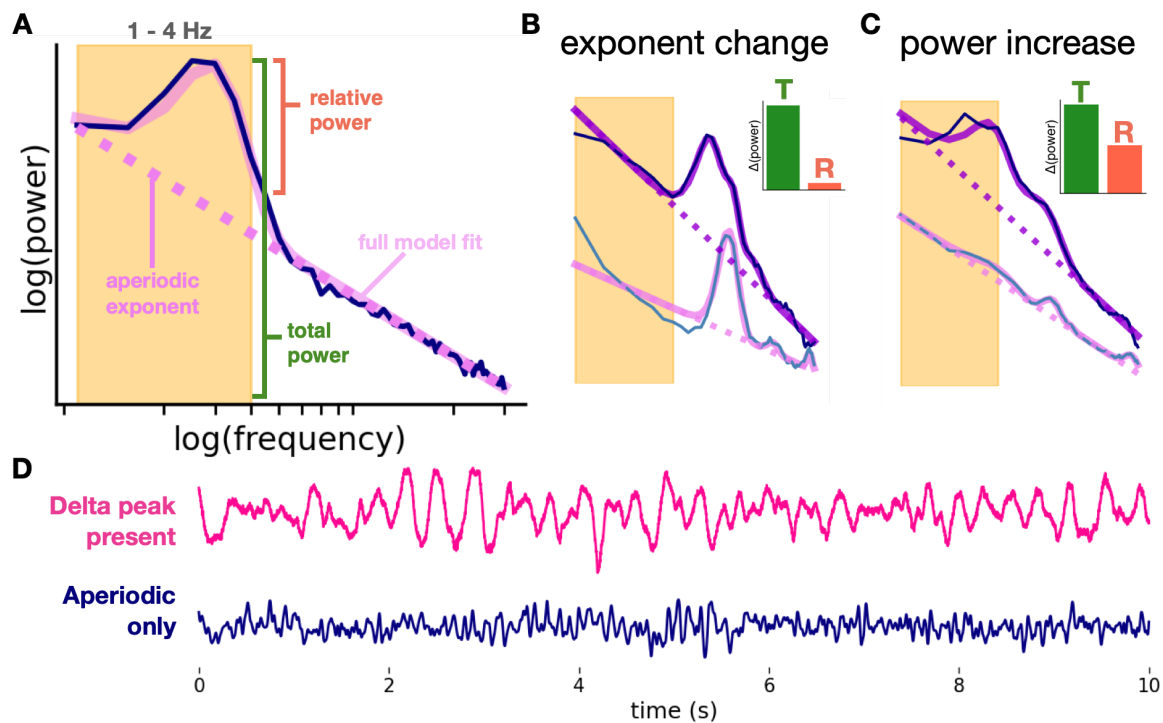 A
1 - 4 Hz
relative
power
log(power)
full model fit
aperiodic
exponent
total
power
log(frequency)
B
exponent change
T
R
Δ(power)
C
power increase
T
R
Δ(power)
D
Delta peak
present
Aperiodic
only
0
2
4
6
8
10
time (s)